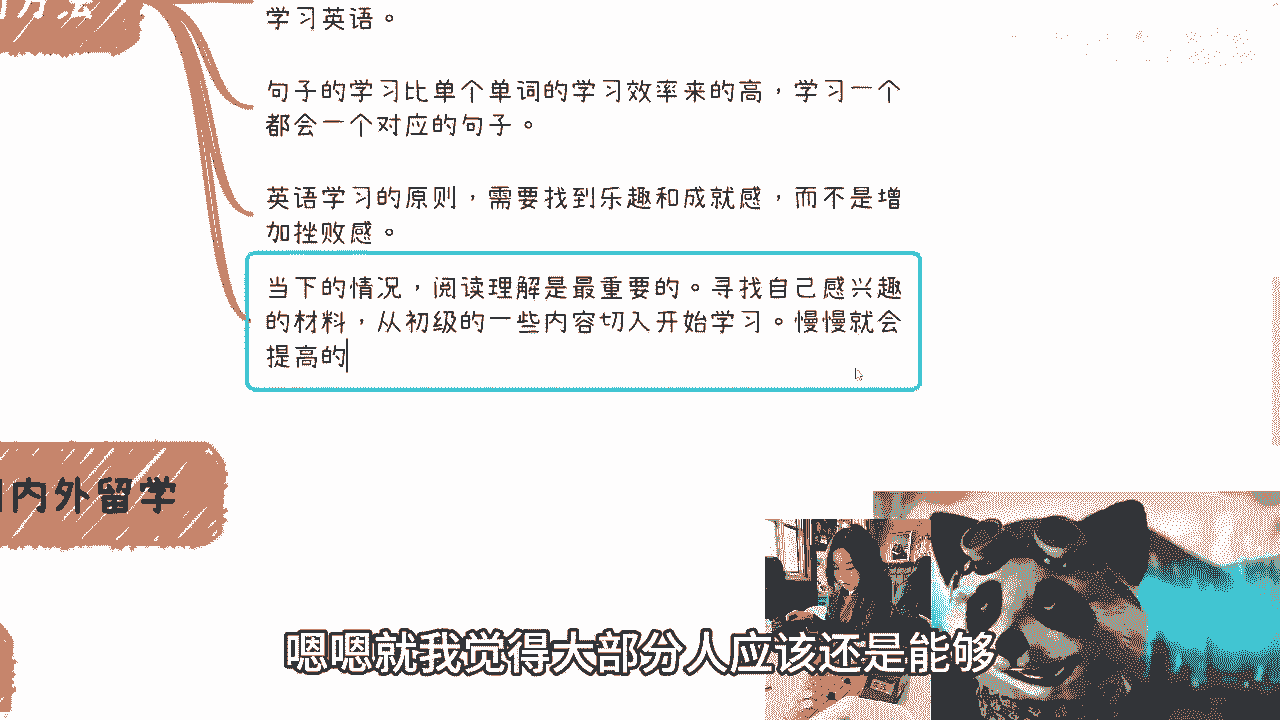 方法
学习英语。
句子的学习比单个单词的学习效率来的高，学习一个
都会一个对应的句子。
英语学习的原则，需要找到乐趣和成就感，而不是增
加挫败感。
当下的情况，阅读理解是最重要的。寻找自己感兴趣
的材料，从初级的一些内容切入开始学习。慢慢就会
提高的
内外留学
嗯嗯就我觉得大部分人应该还是能够